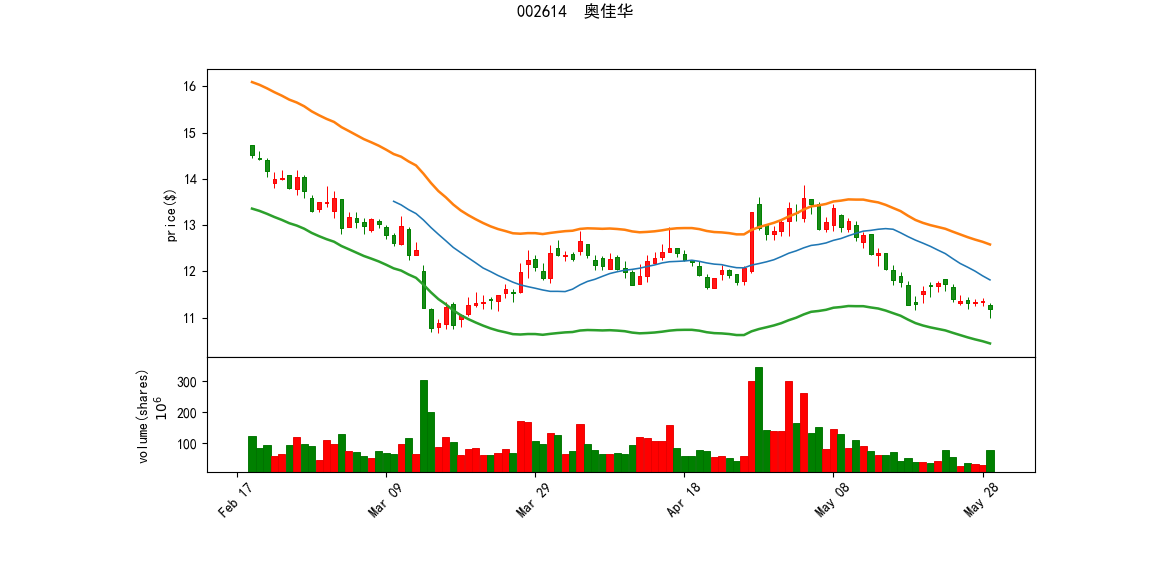 002614 奥佳华
price($)
16
15
14
13
12
11
volume(shares)
10^6
300
200
100
Feb 17
Mar 09
Mar 29
Apr 18
May 08
May 28